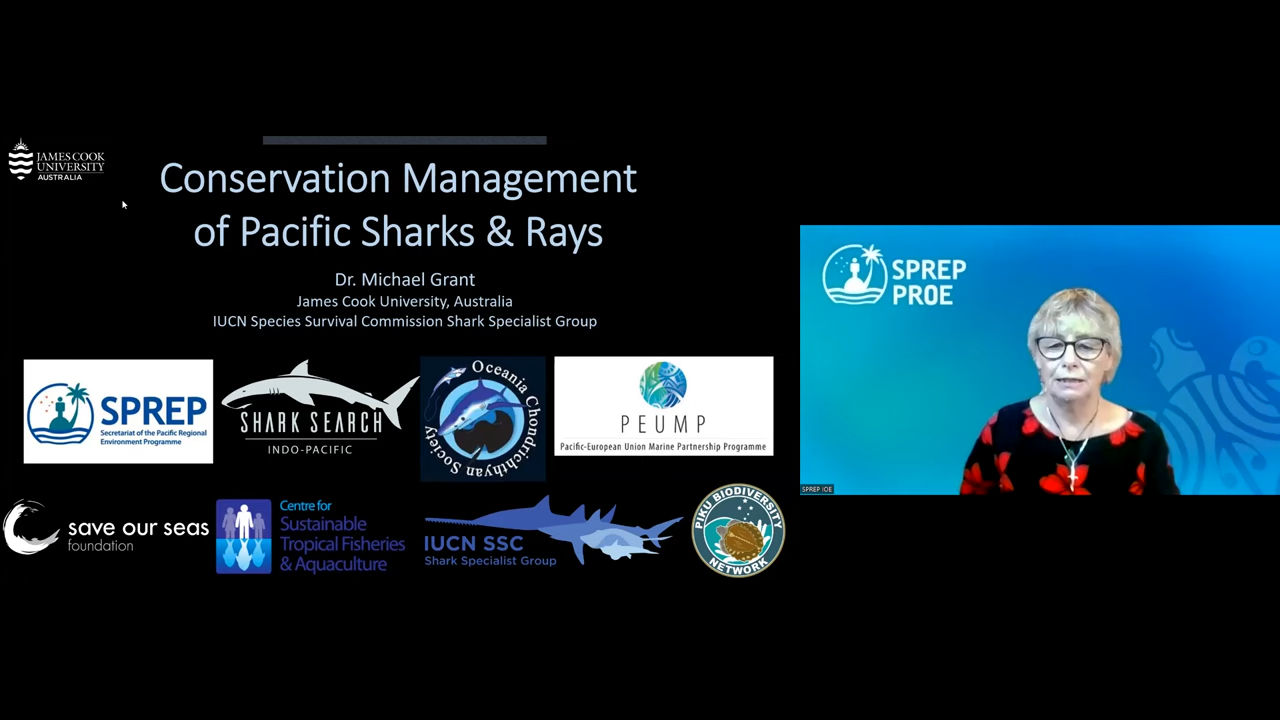 JAMES COOK
UNIVERSITY
AUSTRALIA
Conservation Management
of Pacific Sharks & Rays
Dr. Michael Grant
James Cook University, Australia
IUCN Species Survival Commission Shark Specialist Group
SPREP
Secretariat of the Pacific Regional
Environment Programme
SHARK SEARCH
INDO-PACIFIC
Oceania Chondrichthyan Society
PEUMP
Pacific-European Union Marine Partnership Programme
save our seas
foundation
Centre for
Sustainable
Tropical Fisheries
& Aquaculture
IUCN SSC
Shark Specialist Group
PIKU BIODIVERSITY
NETWORK
SPREP
PROE
SPREP IOE